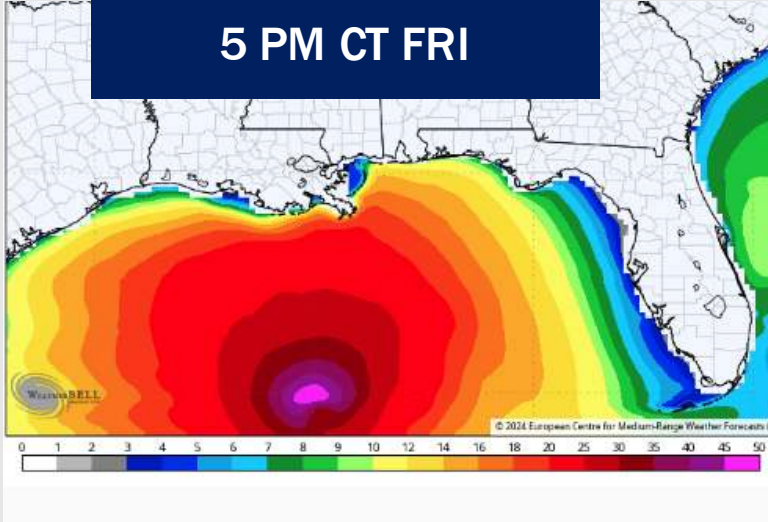 5 PM CT FRI
WeatherBELL
© 2024 European Centre for Medium-Range Weather Forecasts
0 1 2 3 4 5 6 7 8 9 10 12 14 16 18 20 25 30 35 40 45 50